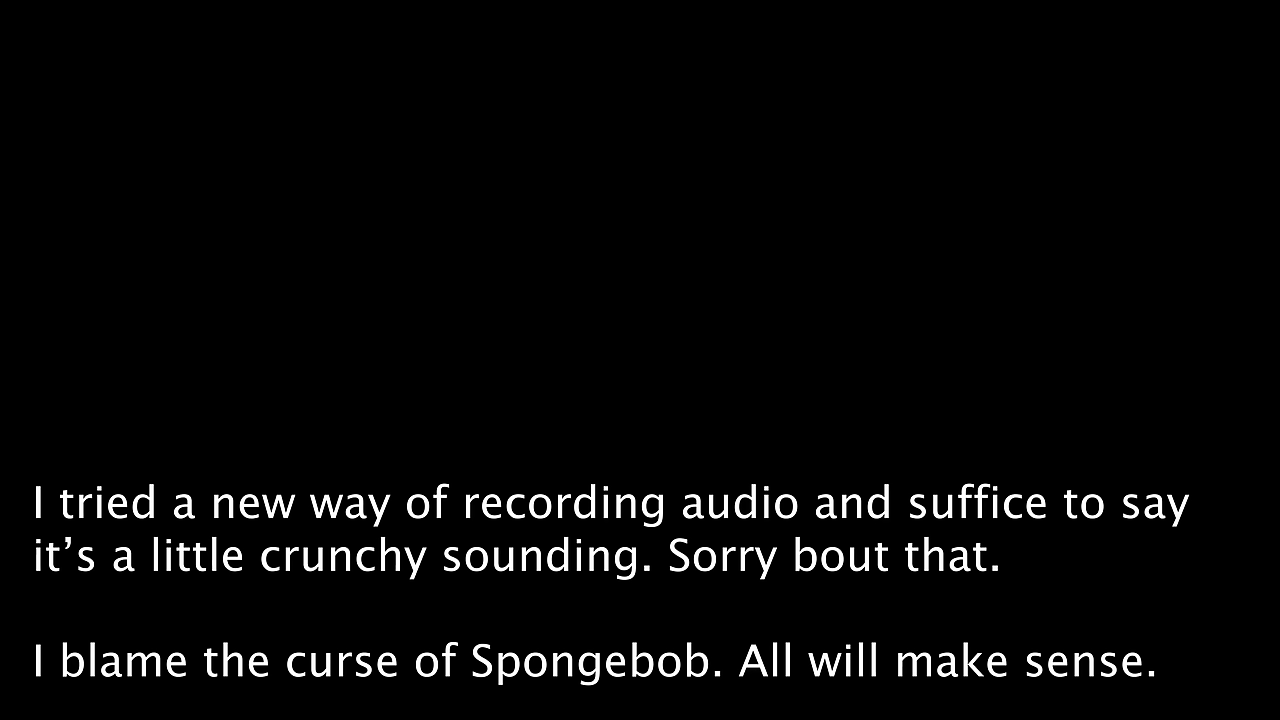 I tried a new way of recording audio and suffice to say
it’s a little crunchy sounding. Sorry bout that.
I blame the curse of Spongebob. All will make sense.